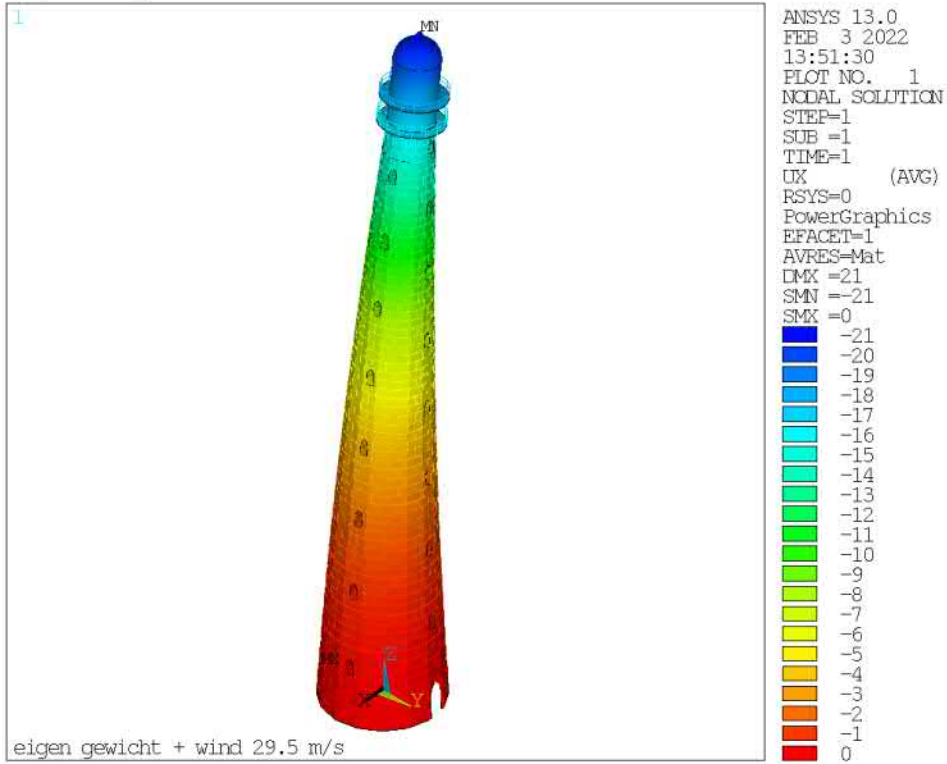 1
MN
X
Y
Z
eigen gewicht + wind 29.5 m/s
ANSYS 13.0
FEB 3 2022
13:51:30
PLOT NO. 1
NODAL SOLUTION
STEP=1
SUB =1
TIME=1
UX (AVG)
RSYS=0
PowerGraphics
EFACET=1
AVRES=Mat
DMX =21
SMN =-21
SMX =0
-21
-20
-19
-18
-17
-16
-15
-14
-13
-12
-11
-10
-9
-8
-7
-6
-5
-4
-3
-2
-1
0